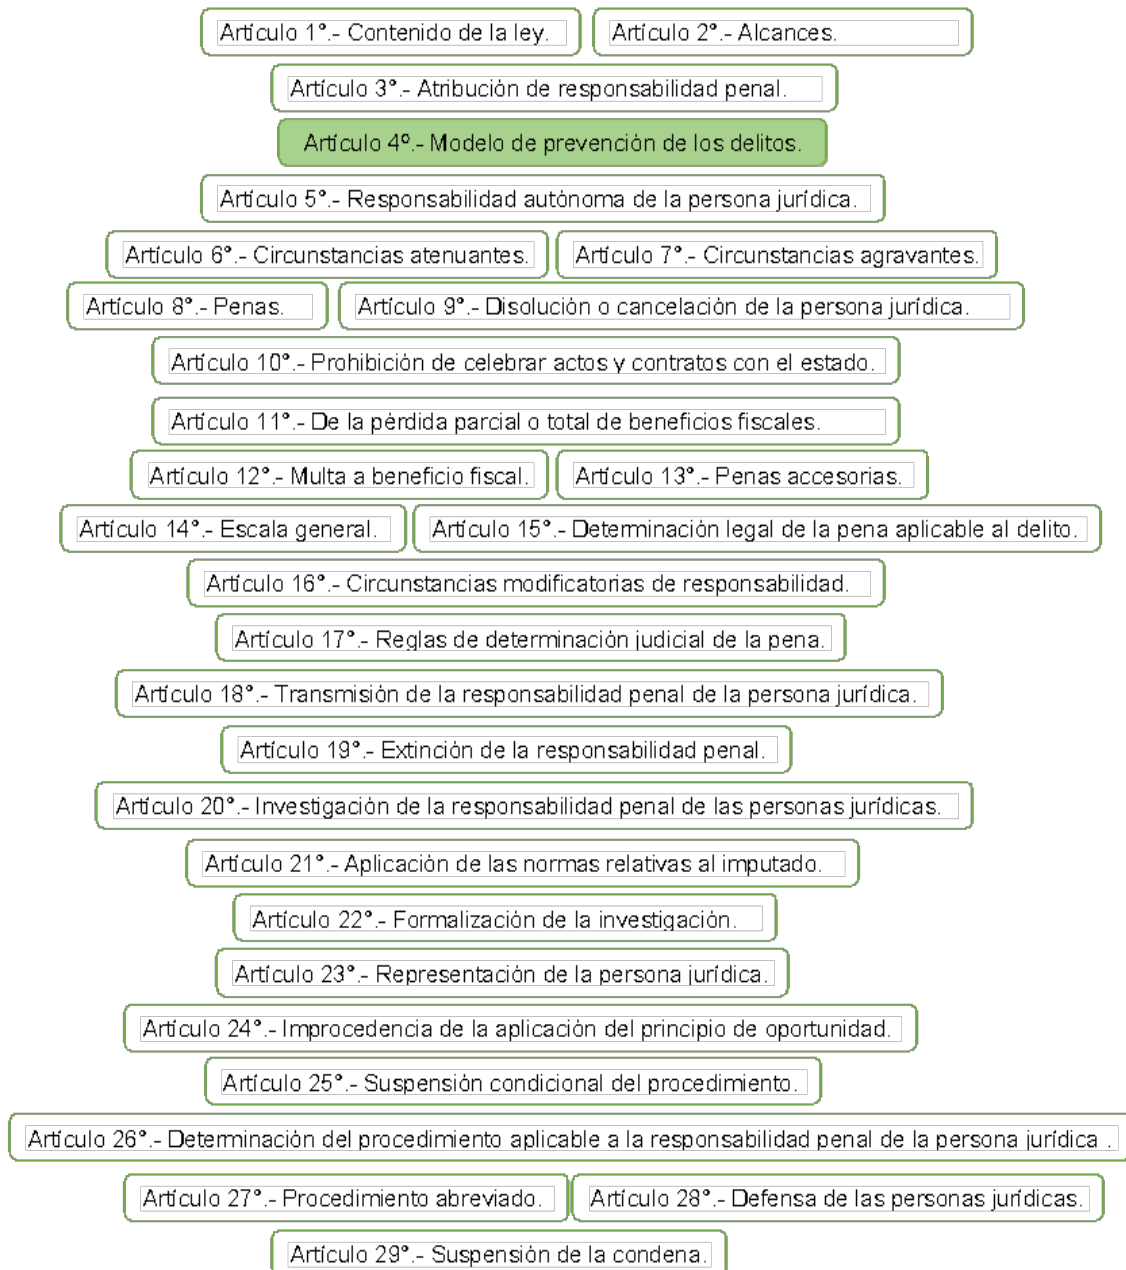 Artículo 1°.- Contenido de la ley. Artículo 2°.- Alcances.
Artículo 3°.- Atribución de responsabilidad penal.
Artículo 4º.- Modelo de prevención de los delitos.
Artículo 5°.- Responsabilidad autónoma de la persona jurídica.
Artículo 6°.- Circunstancias atenuantes. Artículo 7°.- Circunstancias agravantes.
Artículo 8°.- Penas. Artículo 9°.- Disolución o cancelación de la persona jurídica.
Artículo 10°.- Prohibición de celebrar actos y contratos con el estado.
Artículo 11°.- De la pérdida parcial o total de beneficios fiscales.
Artículo 12°.- Multa a beneficio fiscal. Artículo 13°.- Penas accesorias.
Artículo 14°.- Escala general. Artículo 15°.- Determinación legal de la pena aplicable al delito.
Artículo 16°.- Circunstancias modificatorias de responsabilidad.
Artículo 17°.- Reglas de determinación judicial de la pena.
Artículo 18°.- Transmisión de la responsabilidad penal de la persona jurídica.
Artículo 19°.- Extinción de la responsabilidad penal.
Artículo 20°.- Investigación de la responsabilidad penal de las personas jurídicas.
Artículo 21°.- Aplicación de las normas relativas al imputado.
Artículo 22°.- Formalización de la investigación.
Artículo 23°.- Representación de la persona jurídica.
Artículo 24°.- Improcedencia de la aplicación del principio de oportunidad.
Artículo 25°.- Suspensión condicional del procedimiento.
Artículo 26°.- Determinación del procedimiento aplicable a la responsabilidad penal de la persona jurídica .
Artículo 27°.- Procedimiento abreviado. Artículo 28°.- Defensa de las personas jurídicas.
Artículo 29°.- Suspensión de la condena.